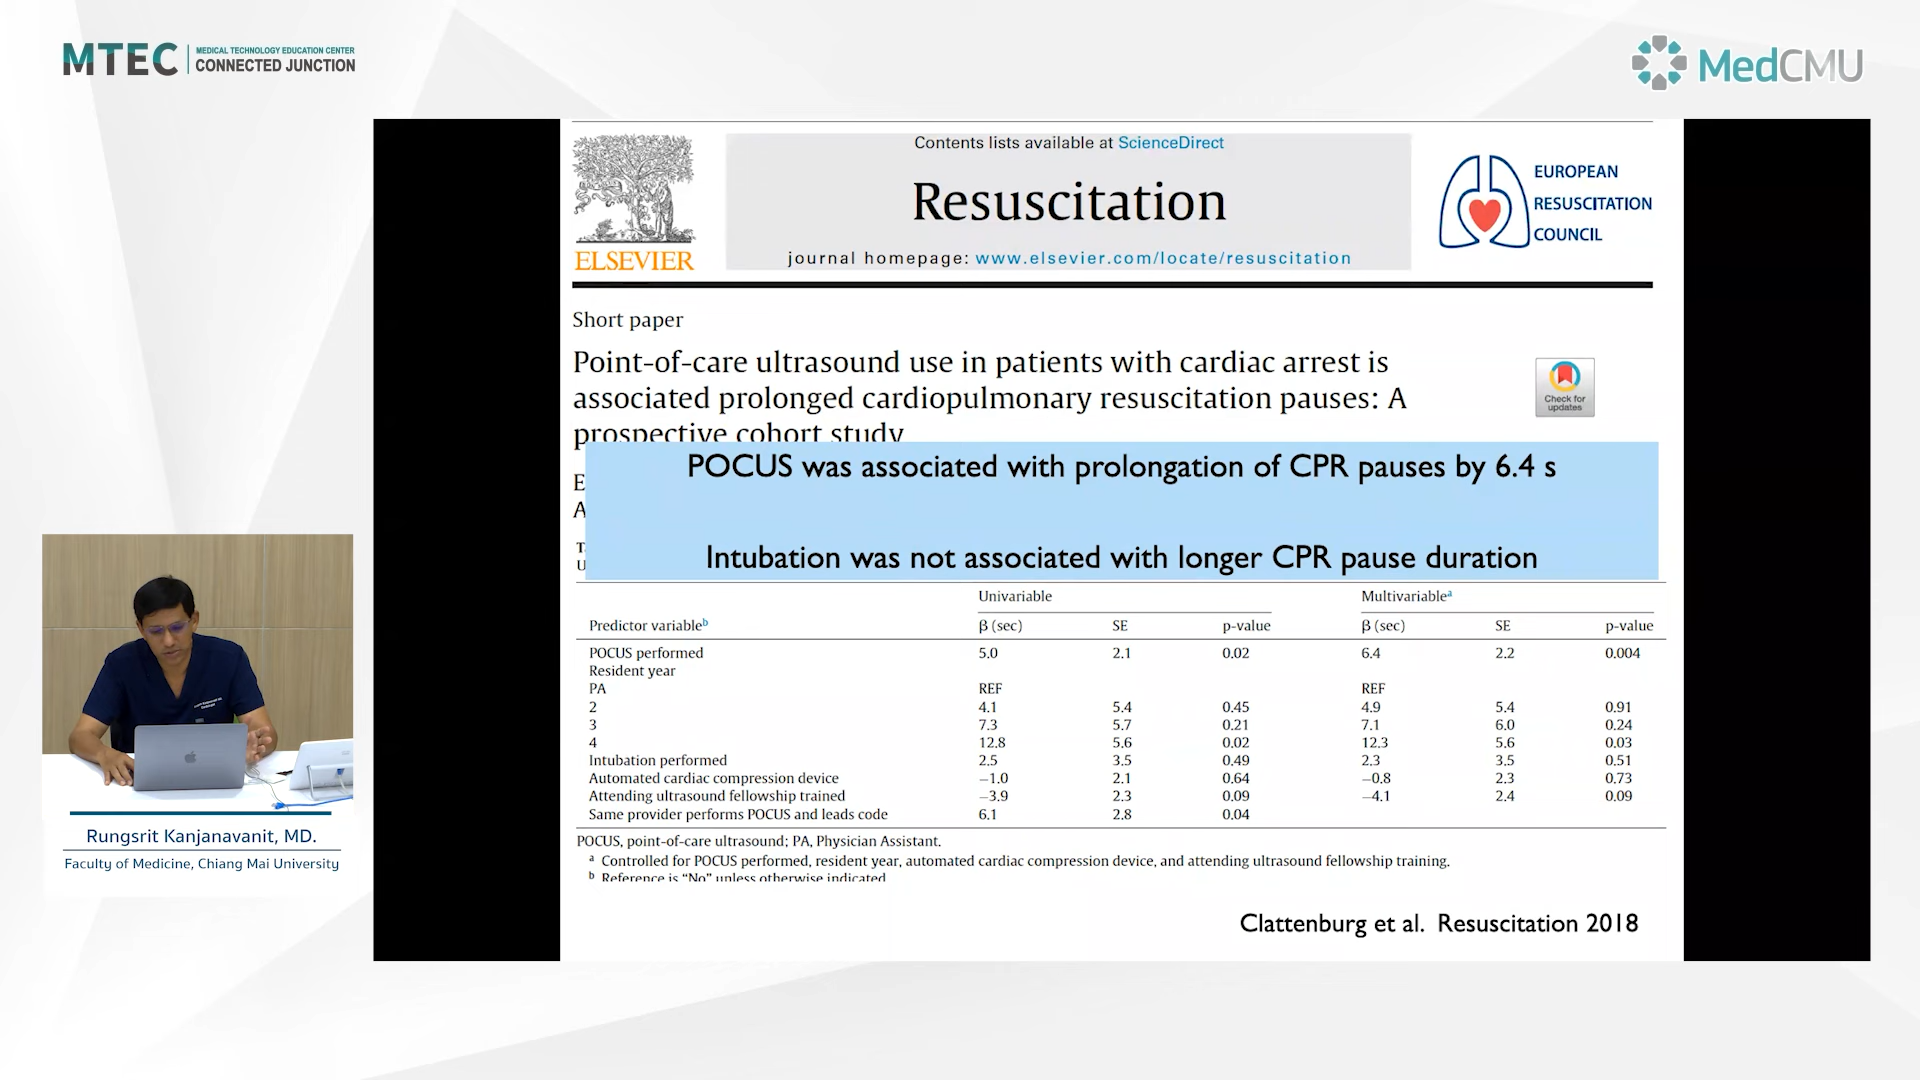 MTEC
MEDICAL TECHNOLOGY EDUCATION CENTER
CONNECTED JUNCTION
MedCMU
Contents lists available at ScienceDirect
Resuscitation
journal homepage: www.elsevier.com/locate/resuscitation
ELSEVIER
EUROPEAN
RESUSCITATION
COUNCIL
Short paper
Point-of-care ultrasound use in patients with cardiac arrest is
associated prolonged cardiopulmonary resuscitation pauses: A
prospective cohort study
Check for
updates
POCUS was associated with prolongation of CPR pauses by 6.4 s
Intubation was not associated with longer CPR pause duration
Univariable Multivariableᵃ
Predictor variableᵇ β (sec) SE p-value β (sec) SE p-value
POCUS performed 5.0 2.1 0.02 6.4 2.2 0.004
Resident year
PA REF REF
2 4.1 5.4 0.45 4.9 5.4 0.91
3 7.3 5.7 0.21 7.1 6.0 0.24
4 12.8 5.6 0.02 12.3 5.6 0.03
Intubation performed 2.5 3.5 0.49 2.3 3.5 0.51
Automated cardiac compression device −1.0 2.1 0.64 −0.8 2.3 0.73
Attending ultrasound fellowship trained −3.9 2.3 0.09 −4.1 2.4 0.09
Same provider performs POCUS and leads code 6.1 2.8 0.04
POCUS, point-of-care ultrasound; PA, Physician Assistant.
ᵃ Controlled for POCUS performed, resident year, automated cardiac compression device, and attending ultrasound fellowship training.
ᵇ Reference is “No” unless otherwise indicated
Clattenburg et al. Resuscitation 2018
Rungsrit Kanjanavanit, MD.
Faculty of Medicine, Chiang Mai University